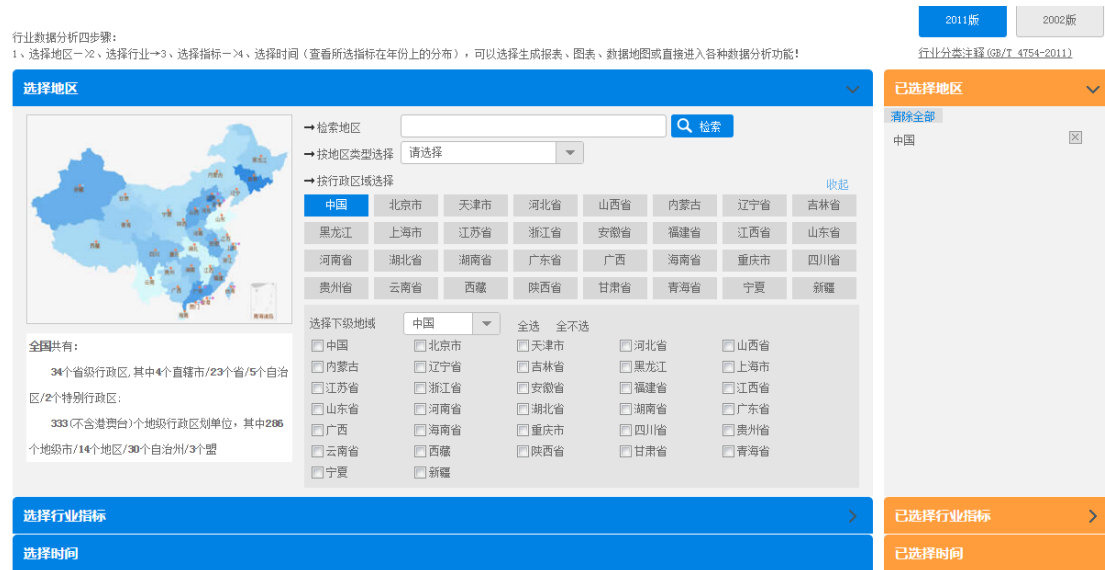 2011版
2002版
行业数据分析四步骤:
1、选择地区—>2、选择行业→3、选择指标—>4、选择时间(查看所选指标在年份上的分布),可以选择生成报表、图表、数据地图或直接进入各种数据分析功能!
行业分类注释(GB/T 4754-2011)
选择地区
已选择地区
→检索地区
检索
清除全部
中国
→按地区类型选择 请选择
→按行政区域选择
收起
中国 北京市 天津市 河北省 山西省 内蒙古 辽宁省 吉林省
黑龙江 上海市 江苏省 浙江省 安徽省 福建省 江西省 山东省
河南省 湖北省 湖南省 广东省 广西 海南省 重庆市 四川省
贵州省 云南省 西藏 陕西省 甘肃省 青海省 宁夏 新疆
选择下级地域 中国 全选 全不选
中国 北京市 天津市 河北省 山西省
内蒙古 辽宁省 吉林省 黑龙江 上海市
江苏省 浙江省 安徽省 福建省 江西省
山东省 河南省 湖北省 湖南省 广东省
广西 海南省 重庆市 四川省 贵州省
云南省 西藏 陕西省 甘肃省 青海省
宁夏 新疆
全国共有:
34个省级行政区,其中4个直辖市/23个省/5个自治
区/2个特别行政区;
333(不含港澳台)个地级行政区划单位,其中286
个地级市/14个地区/30个自治州/3个盟
选择行业指标
已选择行业指标
选择时间
已选择时间